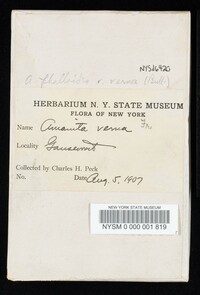 NYSf6920
A phalloides v. verna (Bull.)
HERBARIUM N. Y. STATE MUSEUM
FLORA OF NEW YORK
Name Amanita verna Fr.
Locality Gansevoort
Collected by Charles H. Peck
No. Date Aug. 5, 1907
NEW YORK STATE MUSEUM
NYSM 0 000 001 819